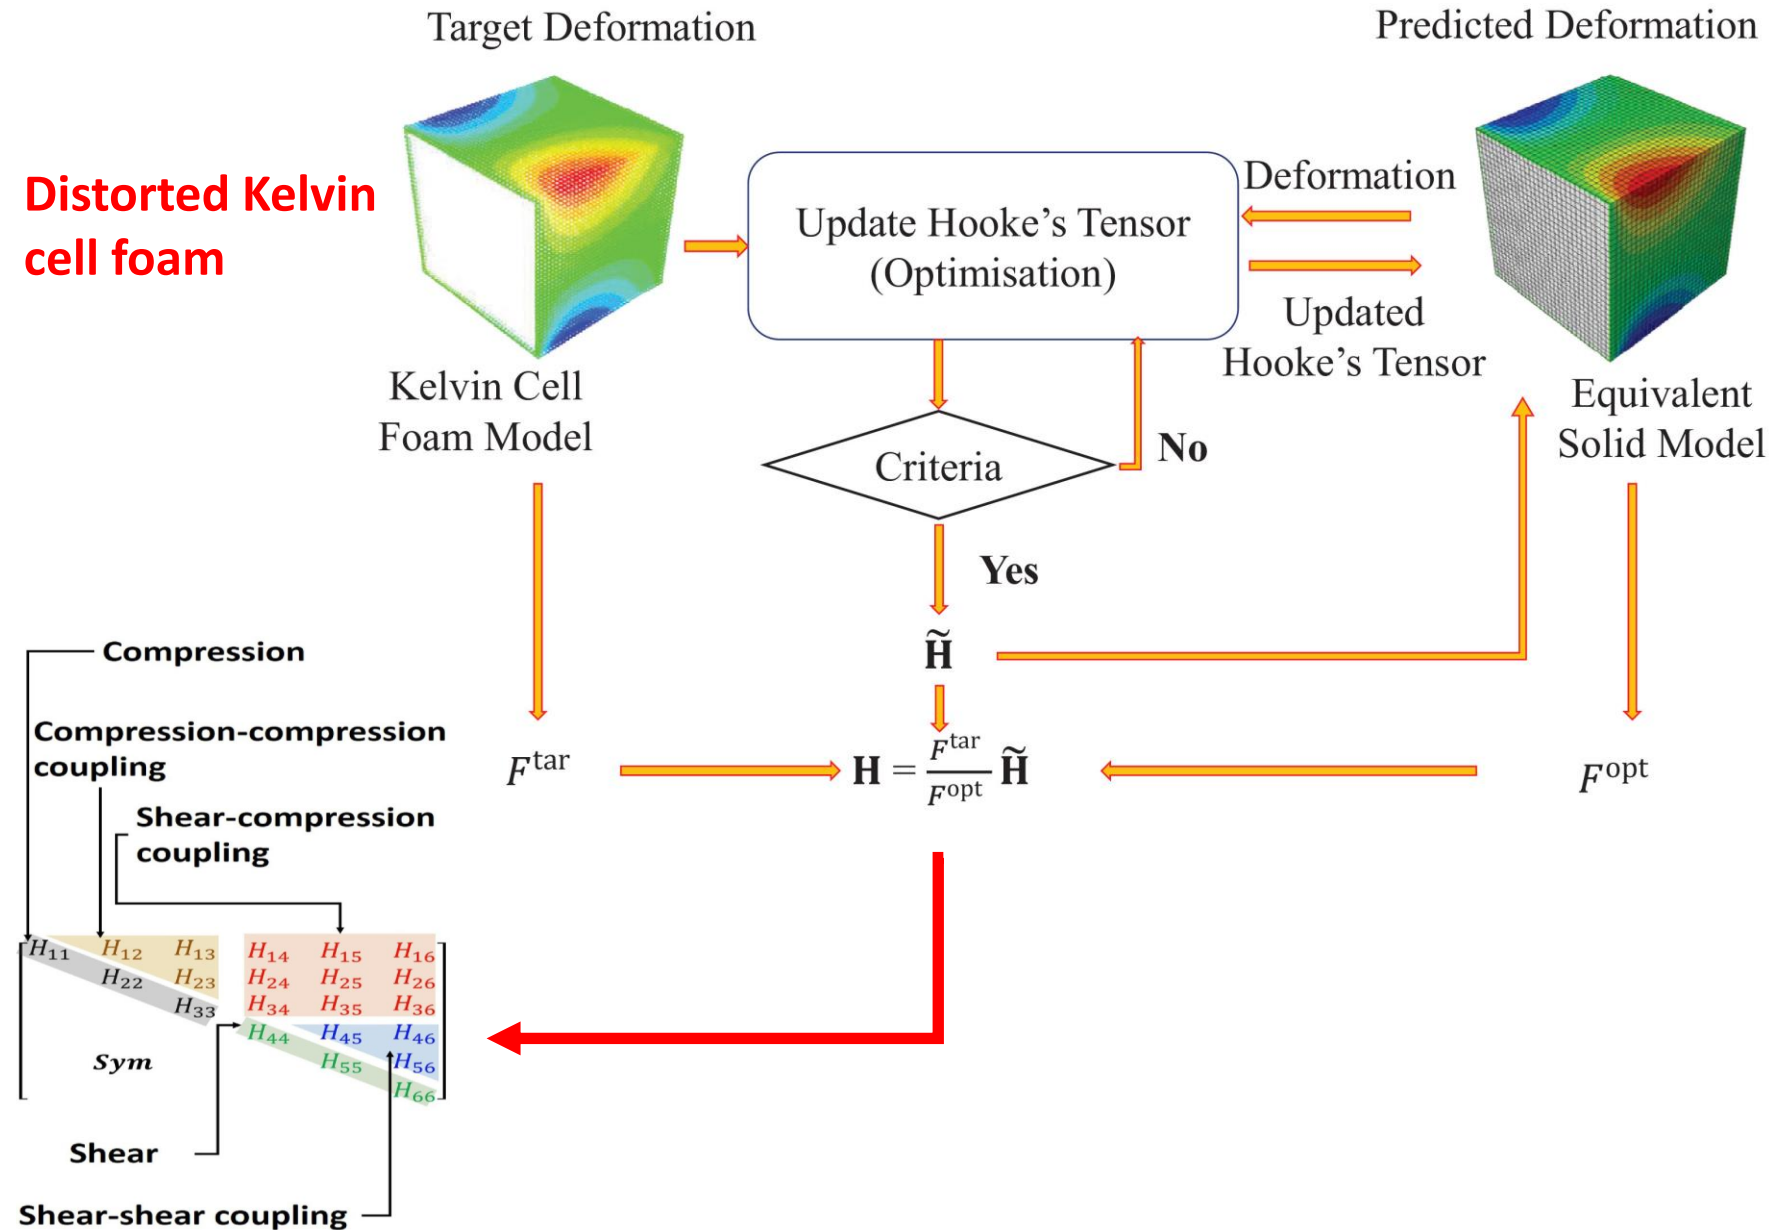 Target Deformation
Predicted Deformation
Distorted Kelvin
cell foam
Update Hooke's Tensor
(Optimisation)
Deformation
Updated
Hooke's Tensor
Kelvin Cell
Foam Model
Equivalent
Solid Model
Criteria
No
Yes
H̃
F^tar
H = F^tar / F^opt H̃
F^opt
Compression
Compression-compression
coupling
Shear-compression
coupling
H₁₁ H₁₂ H₁₃ H₁₄ H₁₅ H₁₆
H₂₂ H₂₃ H₂₄ H₂₅ H₂₆
H₃₃ H₃₄ H₃₅ H₃₆
H₄₄ H₄₅ H₄₆
Sym H₅₅ H₅₆
H₆₆
Shear
Shear-shear coupling